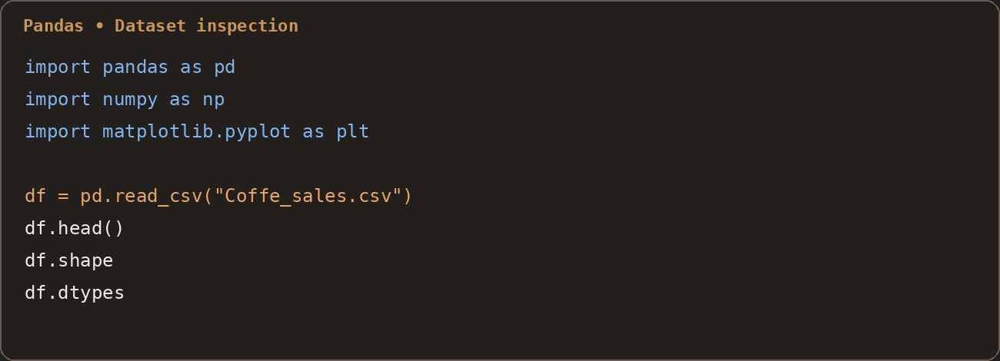 Pandas • Dataset inspection
import pandas as pd
import numpy as np
import matplotlib.pyplot as plt
df = pd.read_csv("Coffe_sales.csv")
df.head()
df.shape
df.dtypes